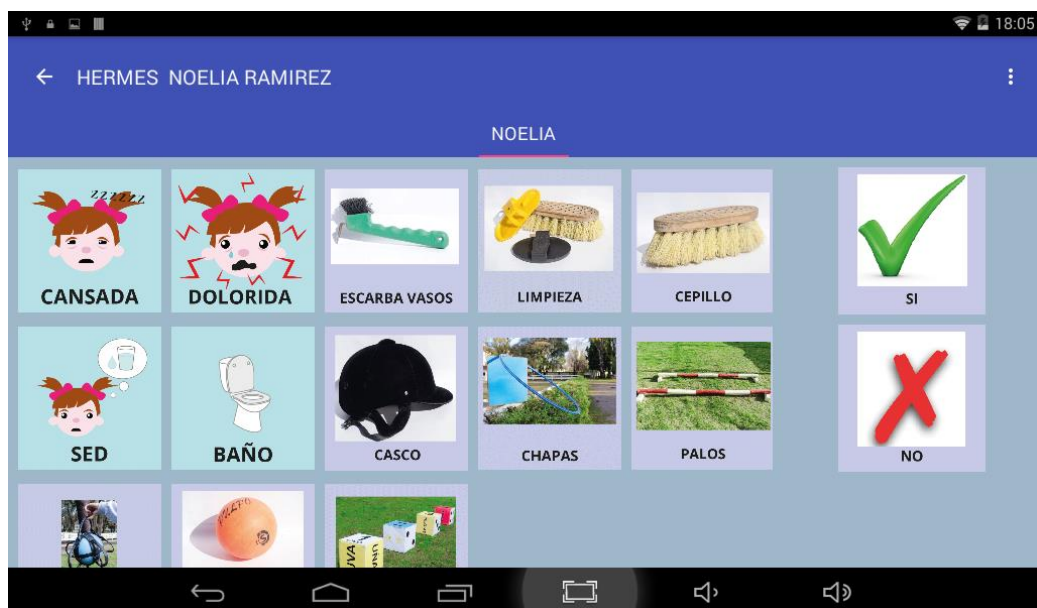 18:05
HERMES NOELIA RAMIREZ
NOELIA
zzzzzz
CANSADA
DOLORIDA
ESCARBA VASOS
LIMPIEZA
CEPILLO
SI
SED
BAÑO
CASCO
CHAPAS
PALOS
NO